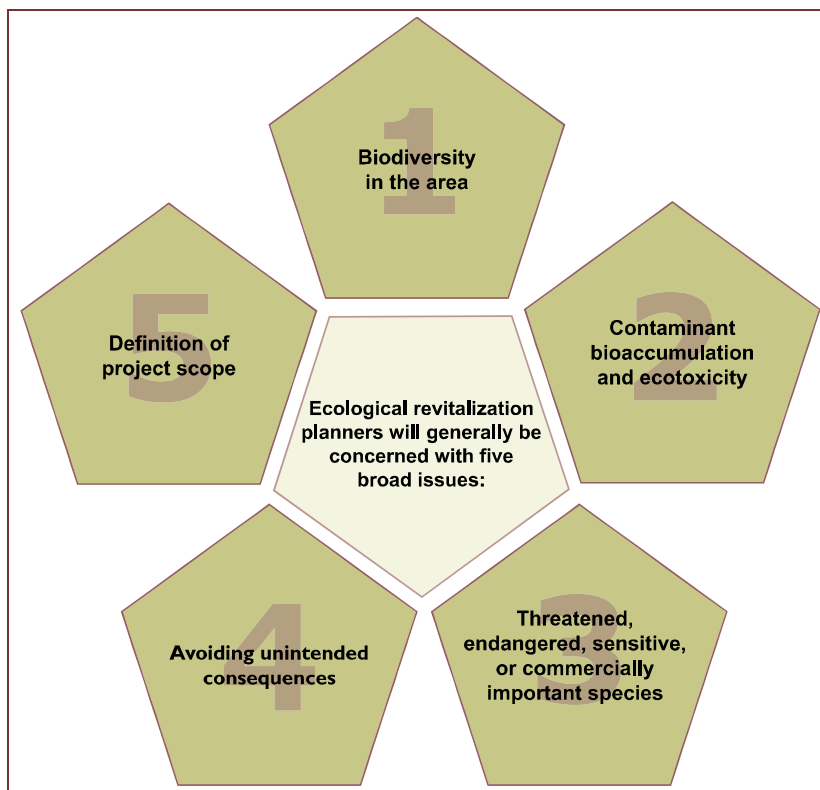 Ecological revitalization
planners will generally be
concerned with five
broad issues:
1
Biodiversity
in the area
2
Contaminant
bioaccumulation
and ecotoxicity
3
Threatened,
endangered, sensitive,
or commercially
important species
4
Avoiding unintended
consequences
5
Definition of
project scope